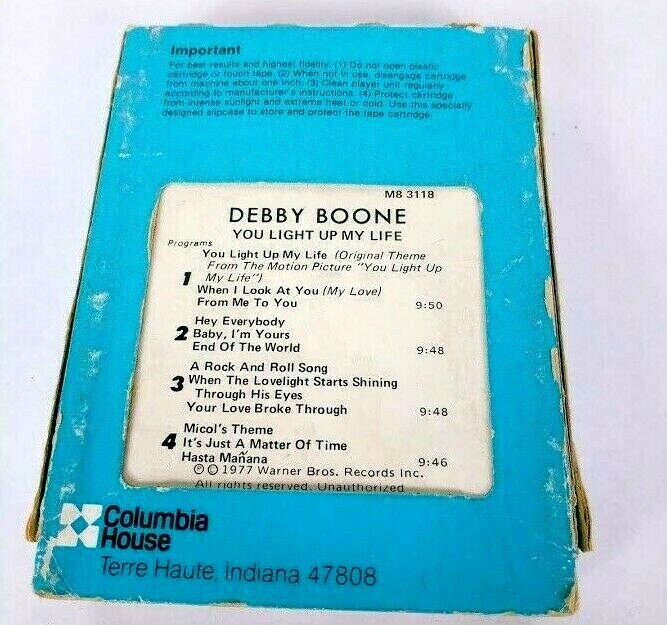 Important
For best results and highest fidelity. (1) Do not open plastic
cartridge or touch tape. (2) When not in use, disengage cartridge
from machine about one inch. (3) Clean player unit regularly
according to manufacturer's instructions. (4) Protect cartridge
from intense sunlight and extreme heat or cold. Use this specially
designed slipcase to store and protect the tape cartridge.
M8 3118
DEBBY BOONE
YOU LIGHT UP MY LIFE
Programs
You Light Up My Life (Original Theme
From The Motion Picture "You Light Up
1 My Life")
When I Look At You (My Love)
From Me To You 9:50
Hey Everybody
2 Baby, I'm Yours
End Of The World 9:48
A Rock And Roll Song
3 When The Lovelight Starts Shining
Through His Eyes
Your Love Broke Through 9:48
Micol's Theme
4 It's Just A Matter Of Time
Hasta Mañana 9:46
℗ © 1977 Warner Bros. Records Inc.
All rights reserved. Unauthorized
Columbia
House
Terre Haute, Indiana 47808